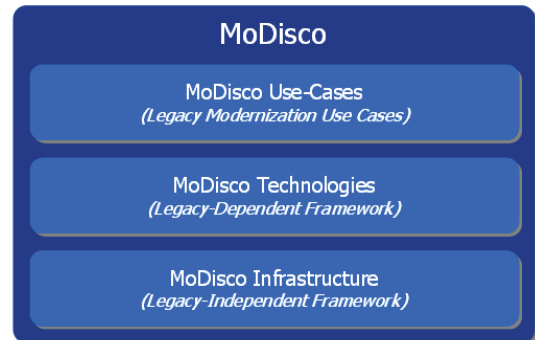 MoDisco
MoDisco Use-Cases
(Legacy Modernization Use Cases)
MoDisco Technologies
(Legacy-Dependent Framework)
MoDisco Infrastructure
(Legacy-Independent Framework)